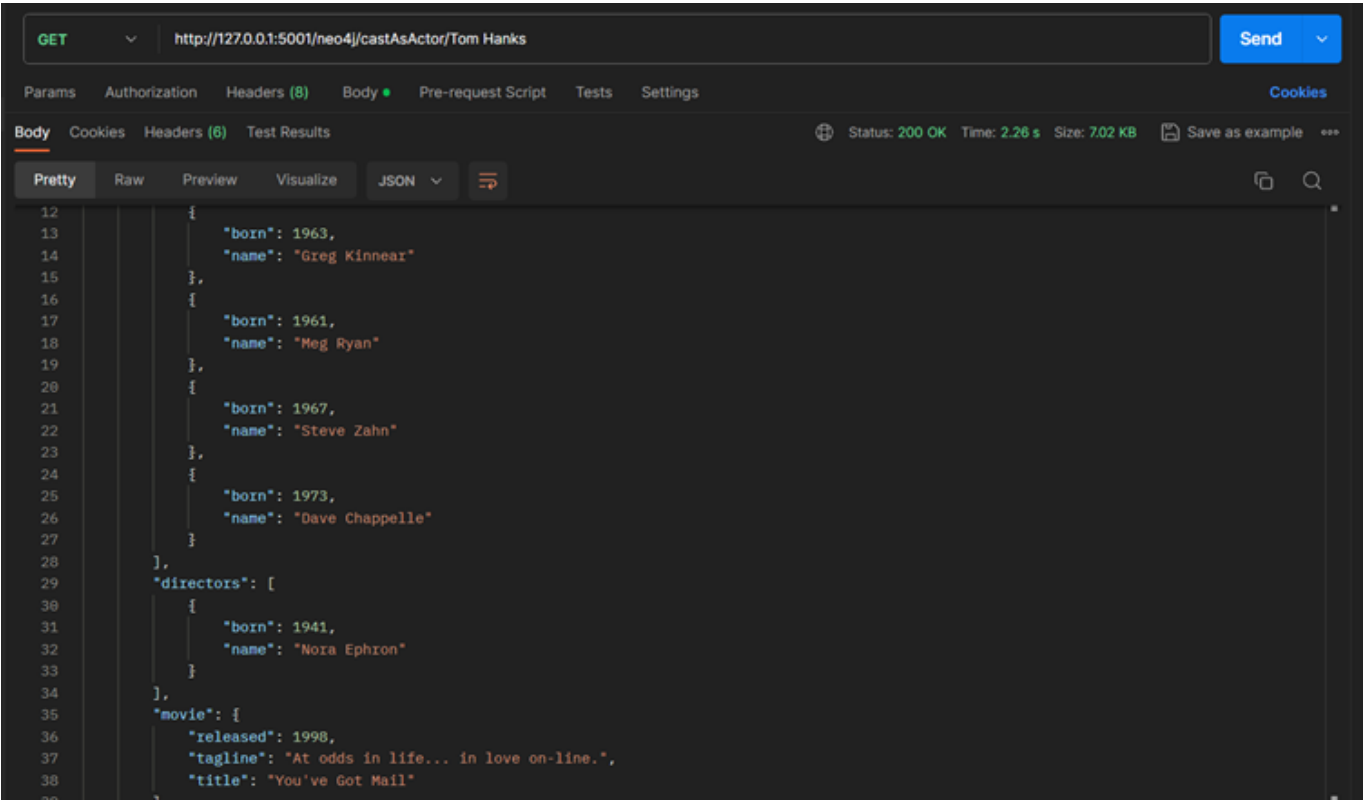 GET http://127.0.0.1:5001/neo4j/castAsActor/Tom Hanks Send
Params Authorization Headers (8) Body Pre-request Script Tests Settings Cookies
Body Cookies Headers (6) Test Results Status: 200 OK Time: 2.26 s Size: 7.02 KB Save as example
Pretty Raw Preview Visualize JSON
12 {
13 "born": 1963,
14 "name": "Greg Kinnear"
15 },
16 {
17 "born": 1961,
18 "name": "Meg Ryan"
19 },
20 {
21 "born": 1967,
22 "name": "Steve Zahn"
23 },
24 {
25 "born": 1973,
26 "name": "Dave Chappelle"
27 }
28 ],
29 "directors": [
30 {
31 "born": 1941,
32 "name": "Nora Ephron"
33 }
34 ],
35 "movie": {
36 "released": 1998,
37 "tagline": "At odds in life... in love on-line.",
38 "title": "You've Got Mail"